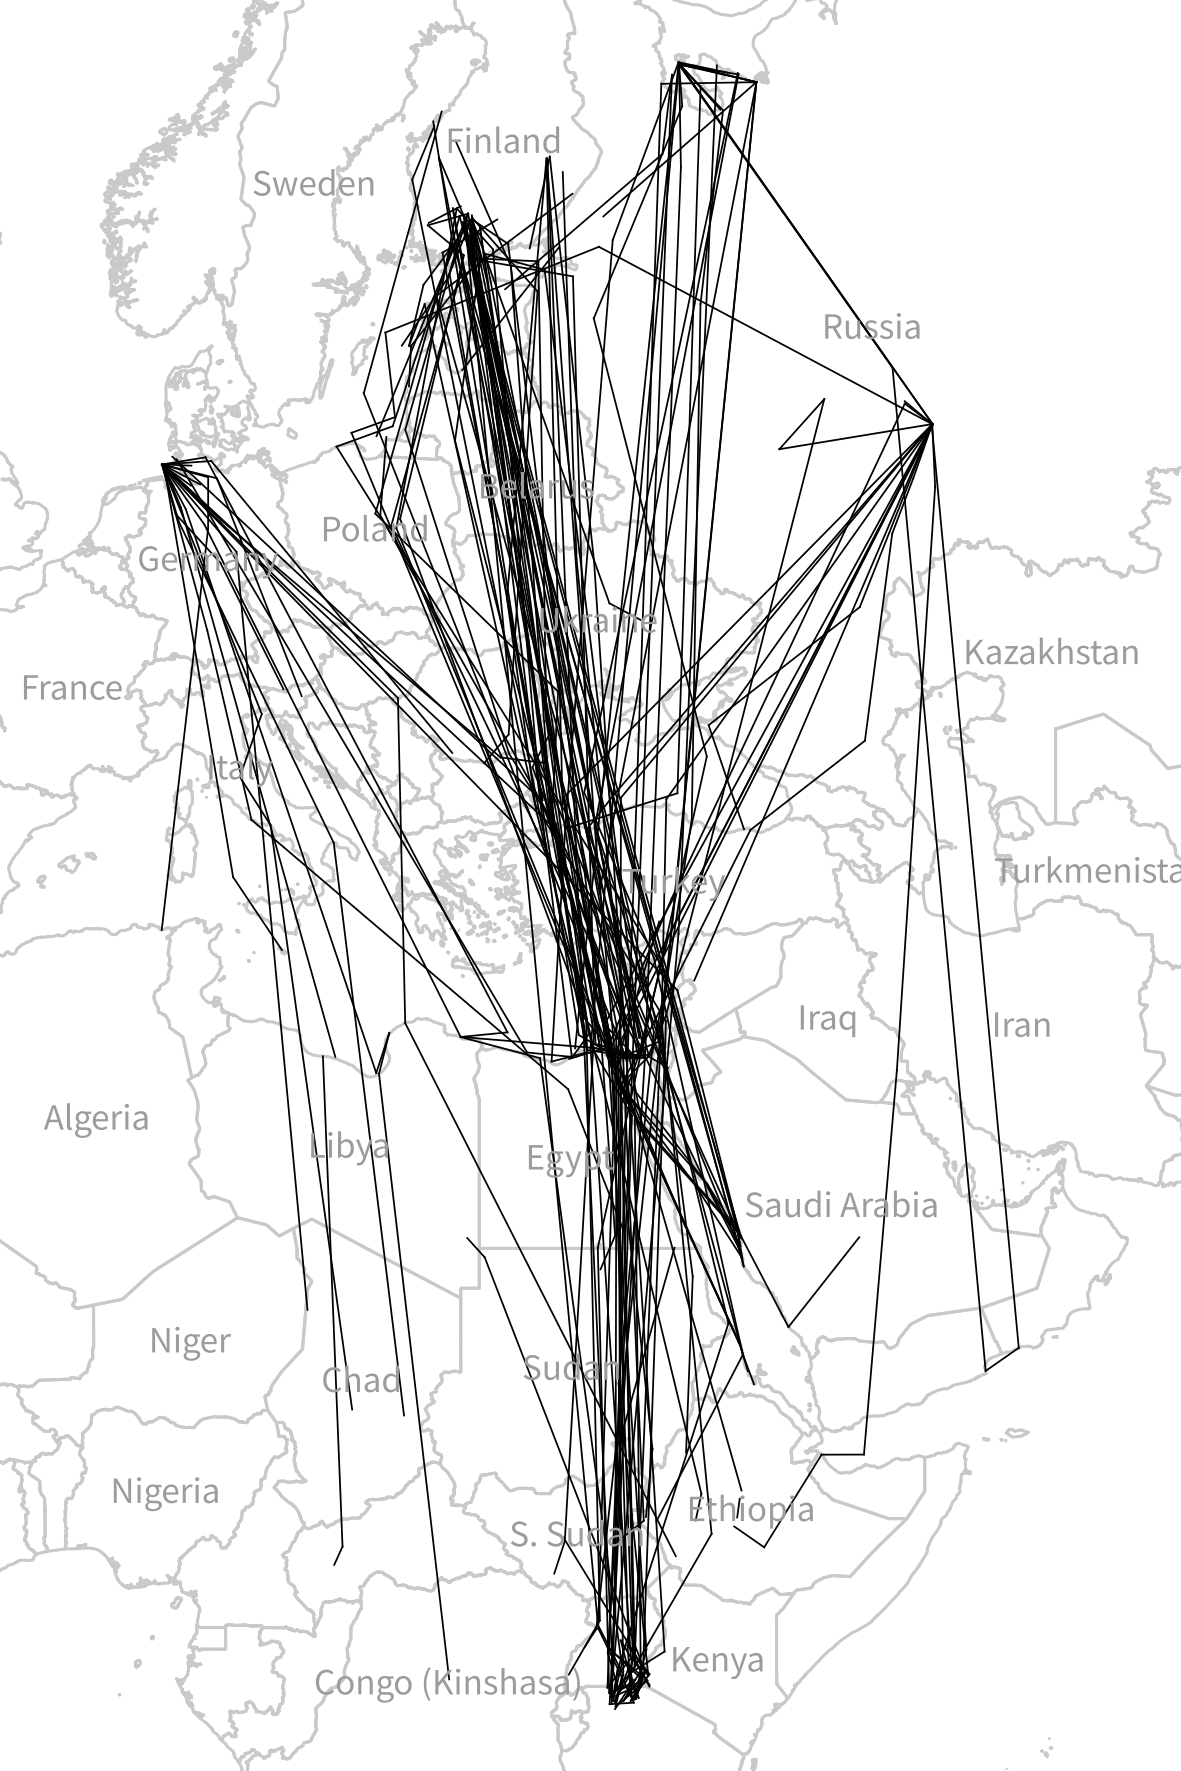 Finland
Sweden
Russia
Belarus
Poland
Germany
Ukraine
Kazakhstan
France
Italy
Turkey
Turkmenista
Iraq
Iran
Algeria
Libya
Egypt
Saudi Arabia
Niger
Sudan
Chad
Nigeria
Ethiopia
S. Sudan
Kenya
Congo (Kinshasa)